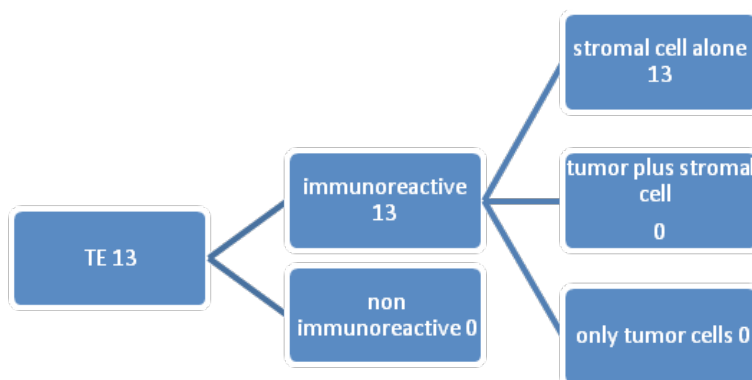 TE 13
immunoreactive
13
non
immunoreactive 0
stromal cell alone
13
tumor plus stromal
cell
0
only tumor cells 0